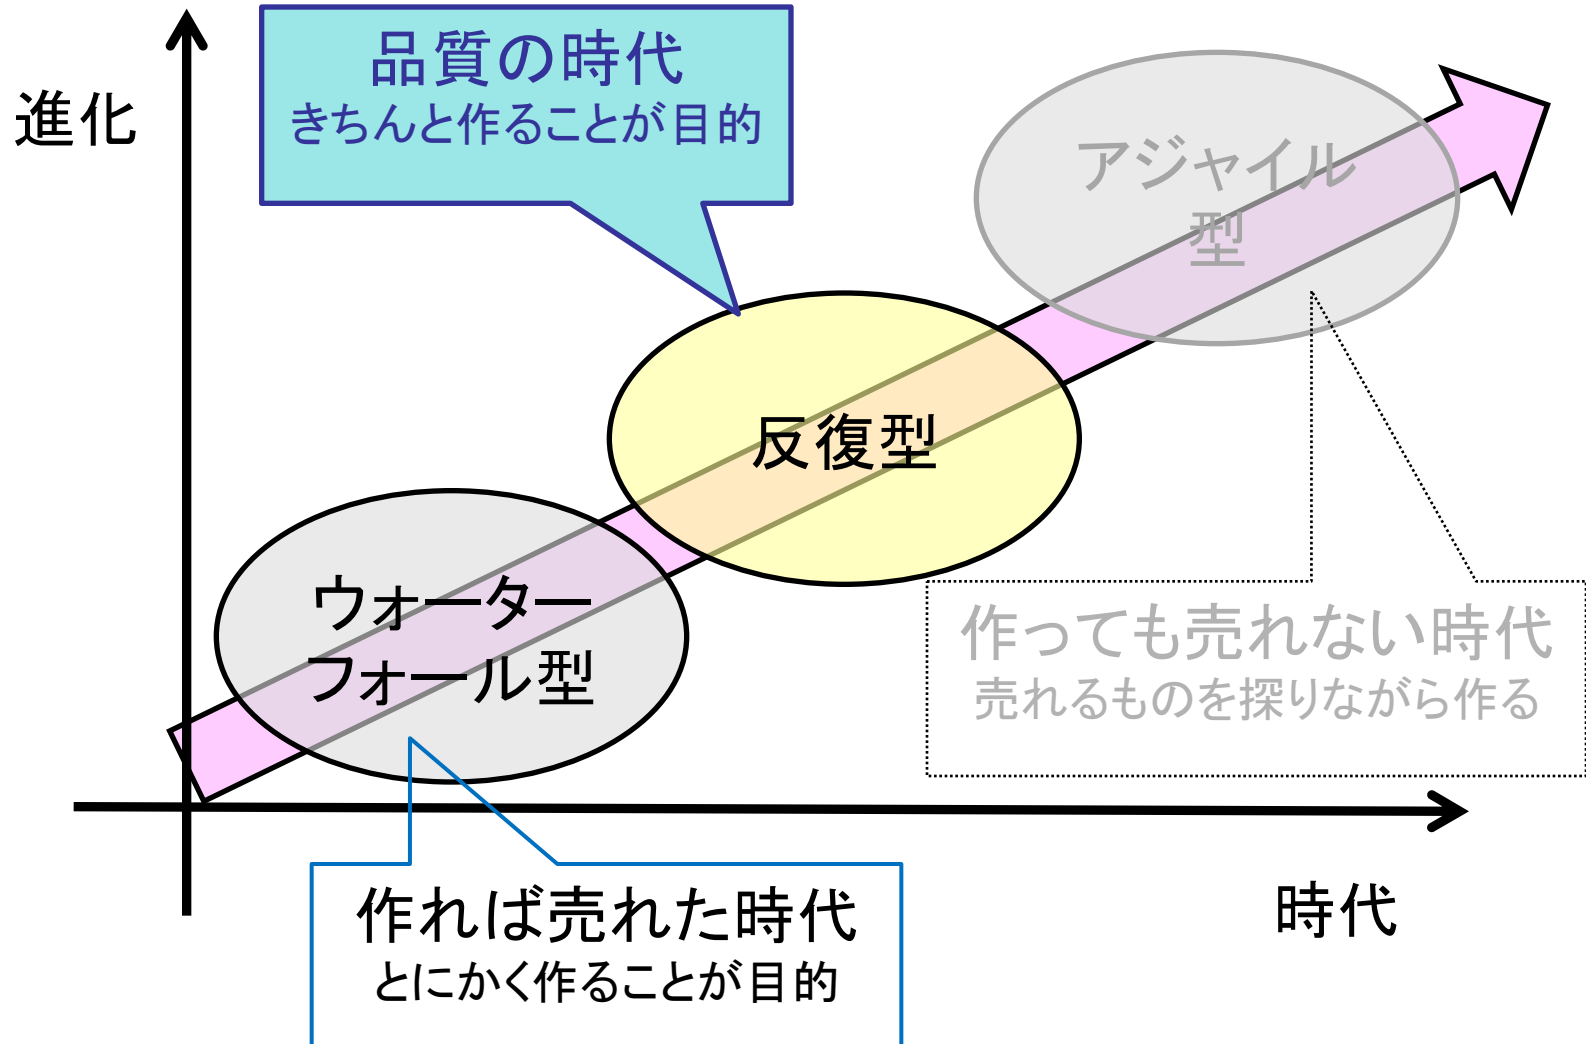 品質の時代
きちんと作ることが目的
進化
アジャイル
型
反復型
ウォーター
フォール型
作っても売れない時代
売れるものを探りながら作る
作れば売れた時代
とにかく作ることが目的
時代